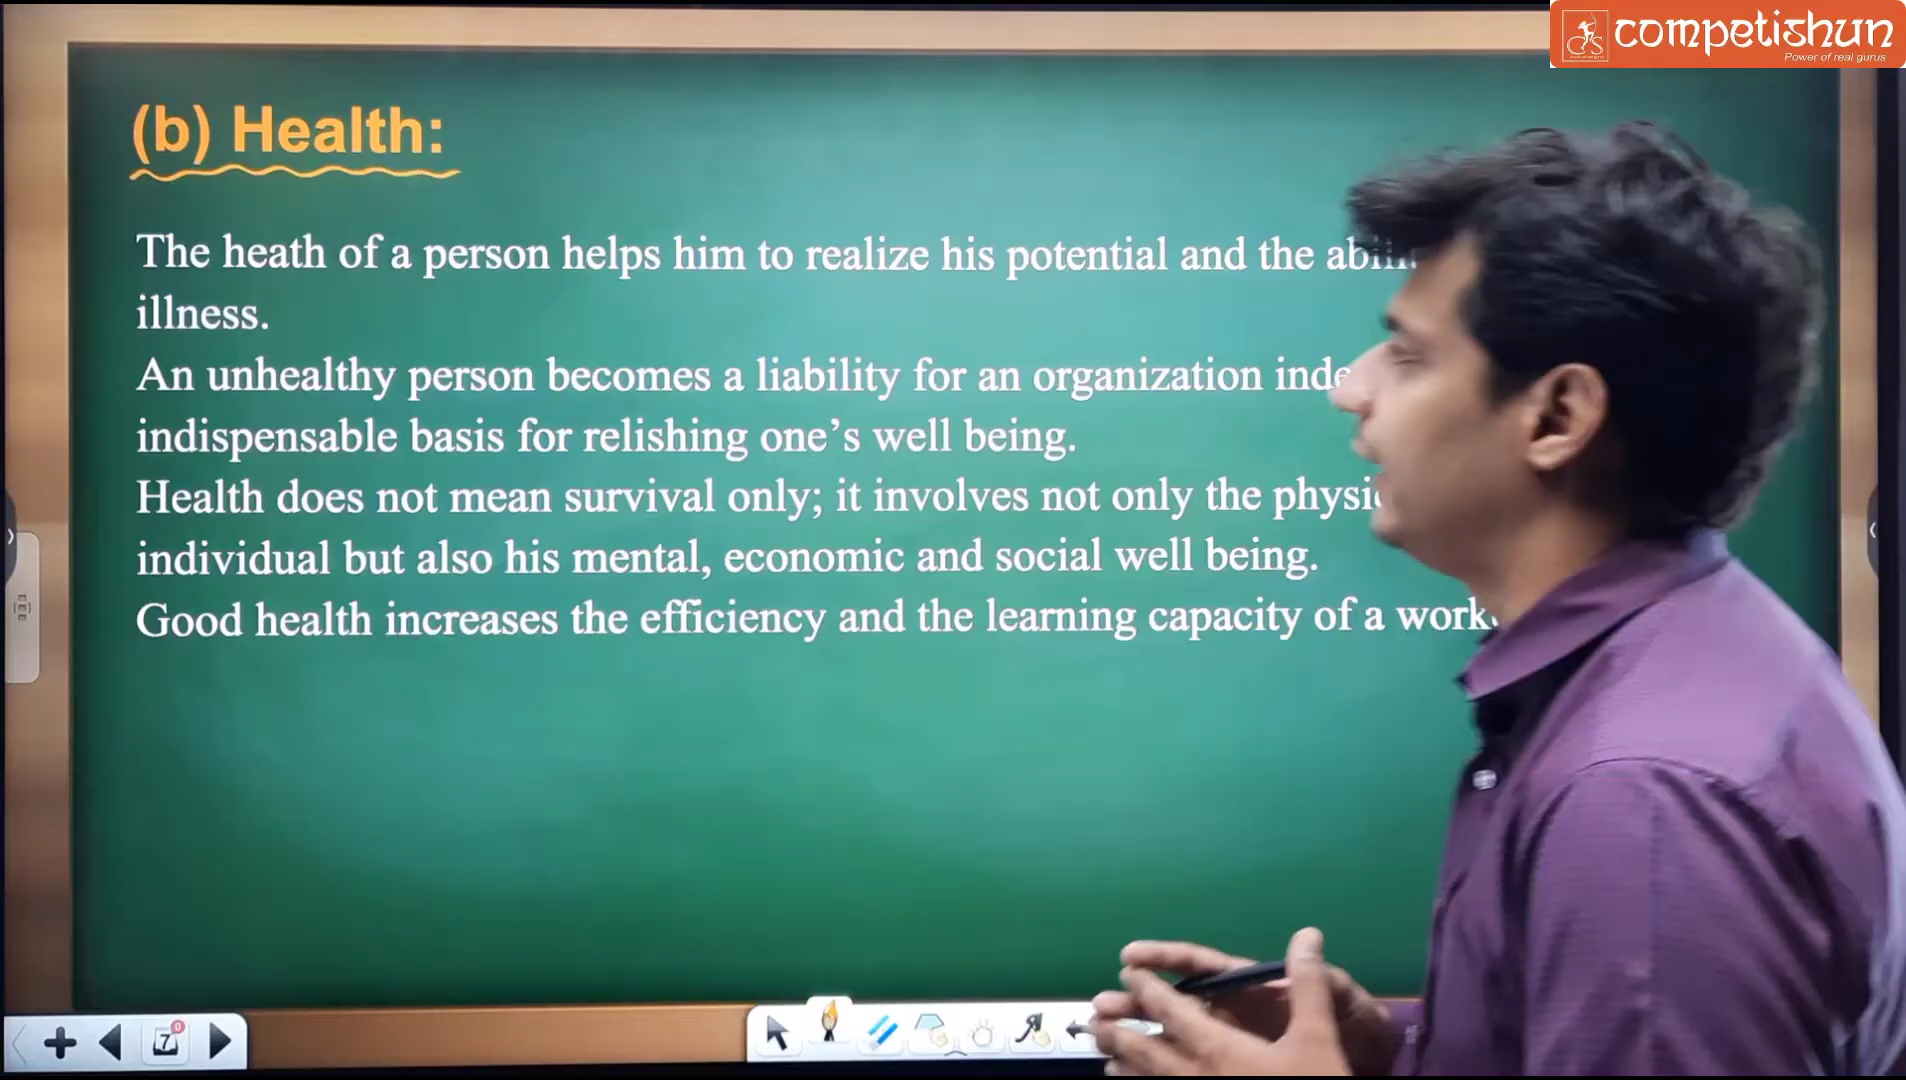 competishun
Power of real gurus
(b) Health:
The heath of a person helps him to realize his potential and the
illness.
An unhealthy person becomes a liability for an organization
indispensable basis for relishing one's well being.
Health does not mean survival only; it involves not only the
individual but also his mental, economic and social well being.
Good health increases the efficiency and the learning capacity of a
7
0